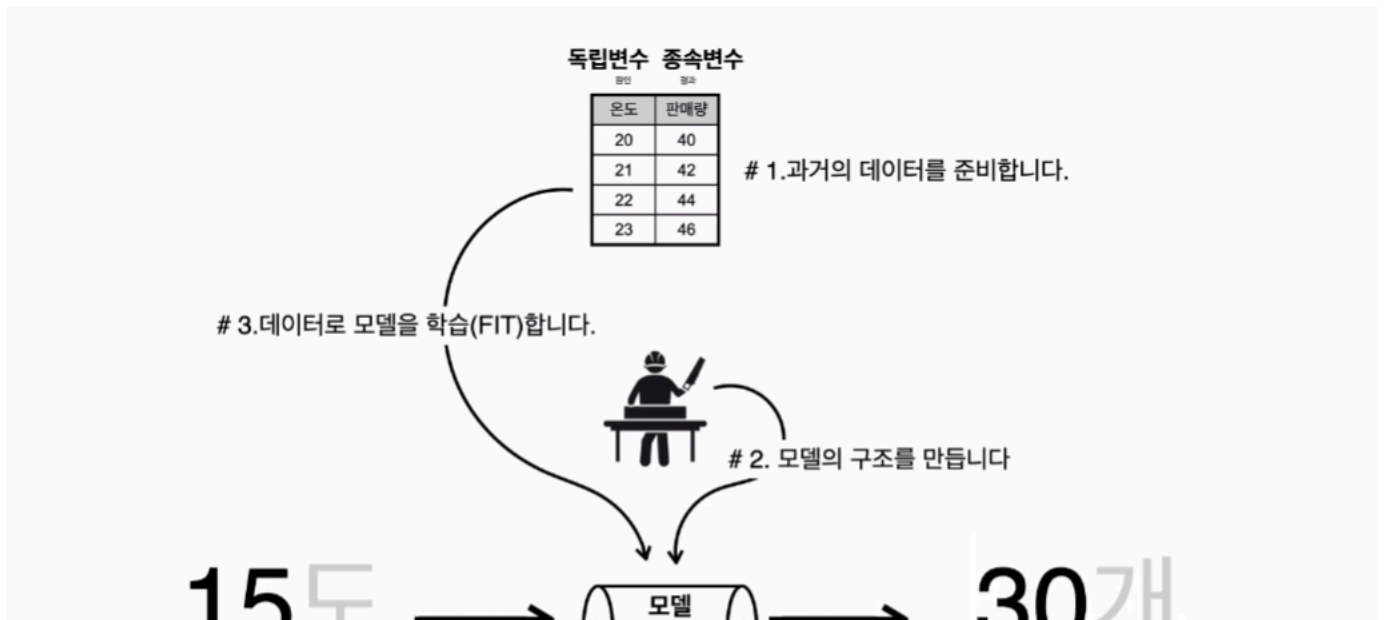 독립변수 종속변수
원인 결과
온도 판매량
20 40
21 42
22 44
23 46
# 1.과거의 데이터를 준비합니다.
# 3.데이터로 모델을 학습(FIT)합니다.
# 2. 모델의 구조를 만듭니다
15도 모델 30개